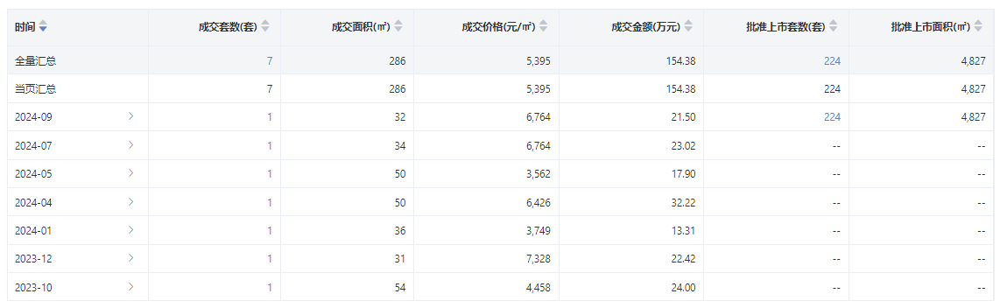 时间 成交套数(套) 成交面积(㎡) 成交价格(元/㎡) 成交金额(万元) 批准上市套数(套) 批准上市面积(㎡)
全量汇总 7 286 5,395 154.38 224 4,827
当页汇总 7 286 5,395 154.38 224 4,827
2024-09 1 32 6,764 21.50 224 4,827
2024-07 1 34 6,764 23.02 -- --
2024-05 1 50 3,562 17.90 -- --
2024-04 1 50 6,426 32.22 -- --
2024-01 1 36 3,749 13.31 -- --
2023-12 1 31 7,328 22.42 -- --
2023-10 1 54 4,458 24.00 -- --